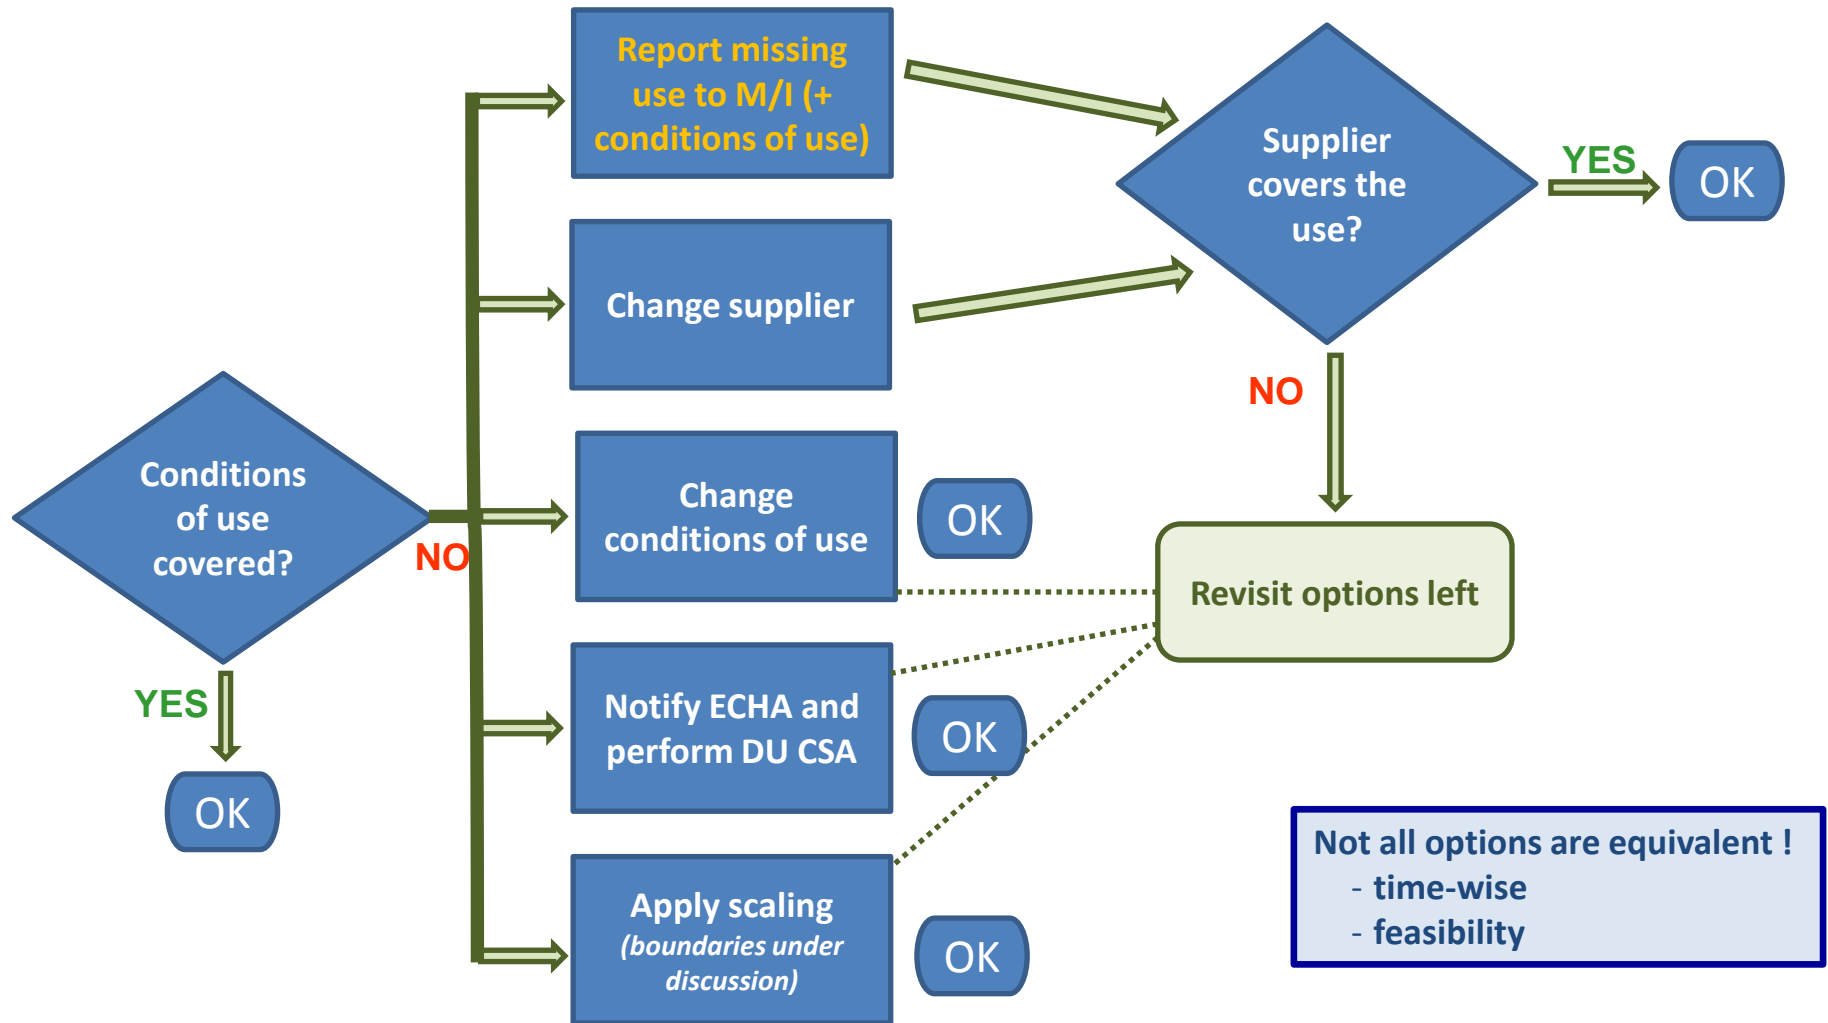 Report missing
use to M/I (+
conditions of use)
Supplier
covers the
use?
YES
OK
Change supplier
NO
Conditions
of use
covered?
NO
Change
conditions of use
OK
Revisit options left
YES
OK
Notify ECHA and
perform DU CSA
OK
Apply scaling
(boundaries under
discussion)
OK
Not all options are equivalent !
- time-wise
- feasibility